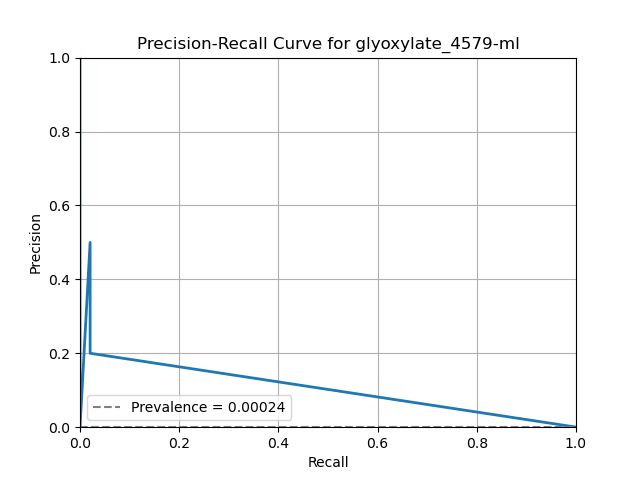 Precision-Recall Curve for glyoxylate_4579-ml
1.0
0.8
0.6
0.4
0.2
0.0
Precision
Prevalence = 0.00024
0.0 0.2 0.4 0.6 0.8 1.0
Recall